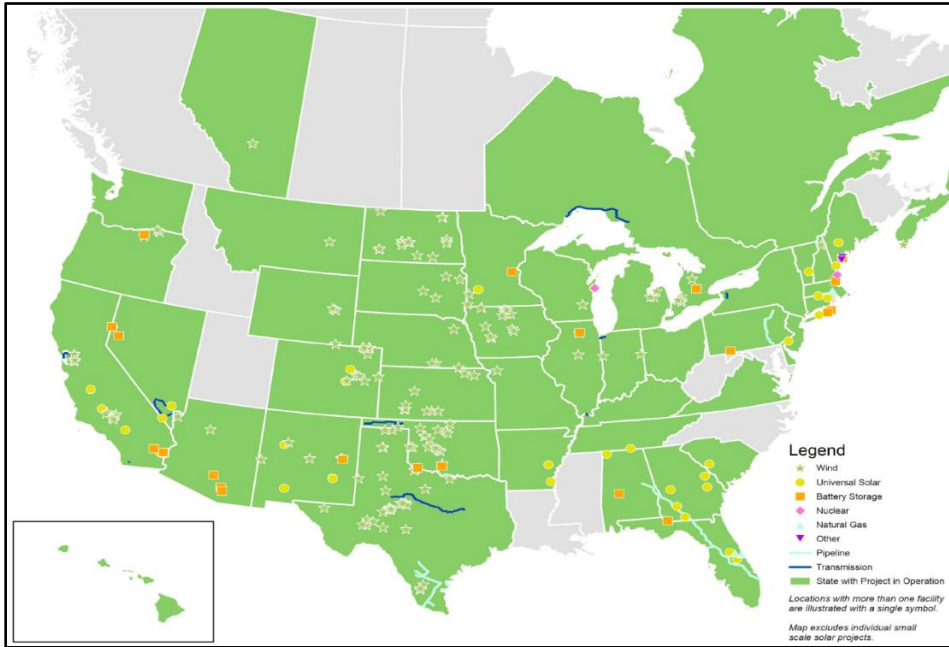 Legend
Wind
Universal Solar
Battery Storage
Nuclear
Natural Gas
Other
Pipeline
Transmission
State with Project in Operation
Locations with more than one facility
are illustrated with a single symbol.
Map excludes individual small
scale solar projects.